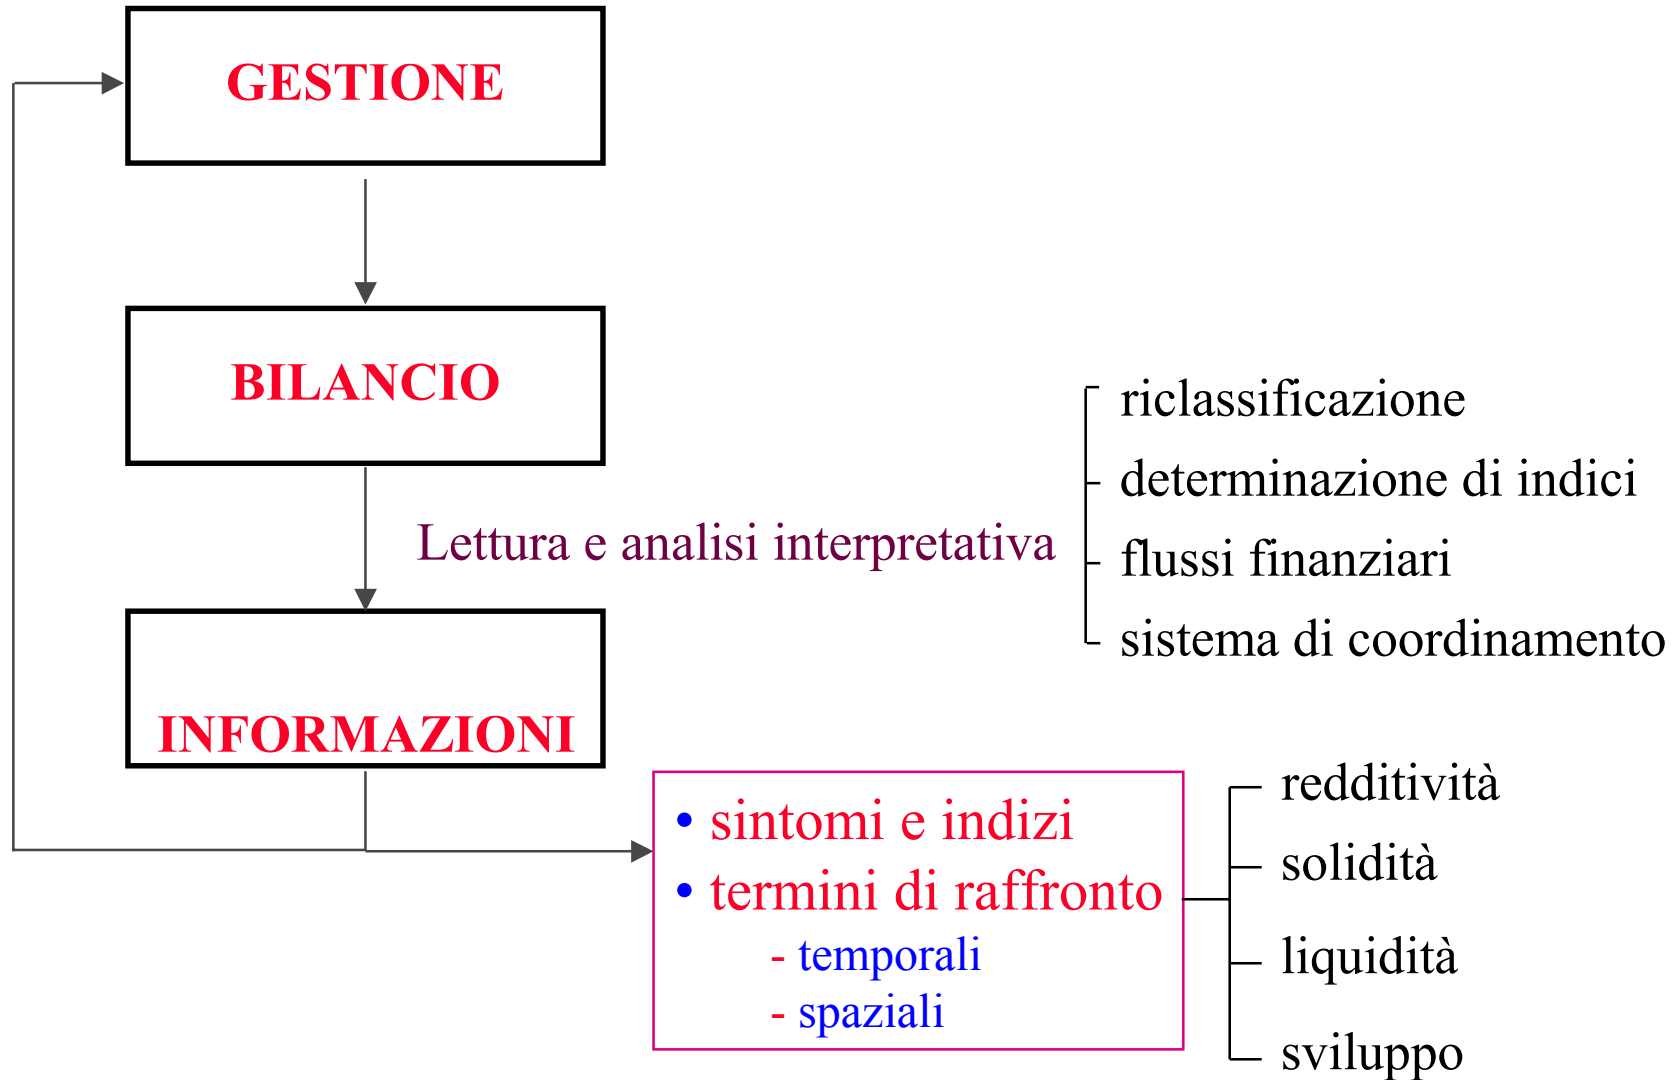 GESTIONE
BILANCIO
Lettura e analisi interpretativa
riclassificazione
determinazione di indici
flussi finanziari
sistema di coordinamento
INFORMAZIONI
• sintomi e indizi
• termini di raffronto
- temporali
- spaziali
redditività
solidità
liquidità
sviluppo